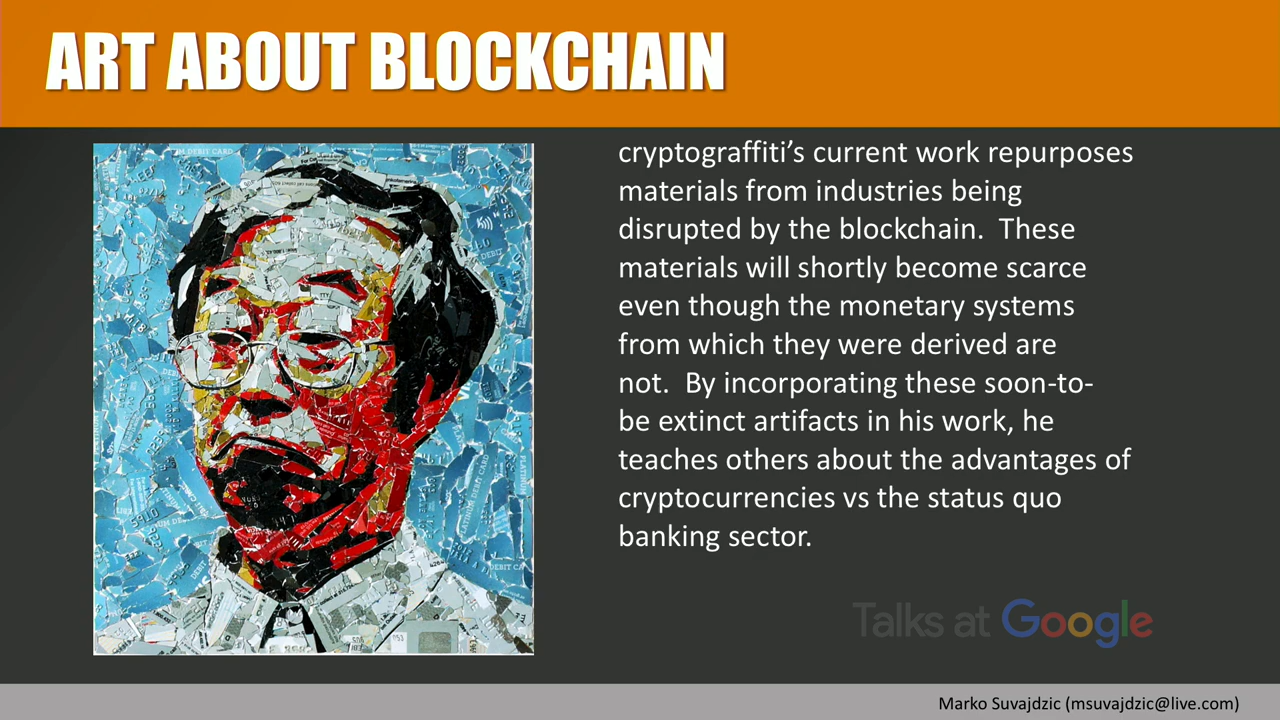 ART ABOUT BLOCKCHAIN
cryptograffiti’s current work repurposes
materials from industries being
disrupted by the blockchain.  These
materials will shortly become scarce
even though the monetary systems
from which they were derived are
not.  By incorporating these soon-to-
be extinct artifacts in his work, he
teaches others about the advantages of
cryptocurrencies vs the status quo
banking sector.
Talks at Google
Marko Suvajdzic (msuvajdzic@live.com)
DEBIT CARD